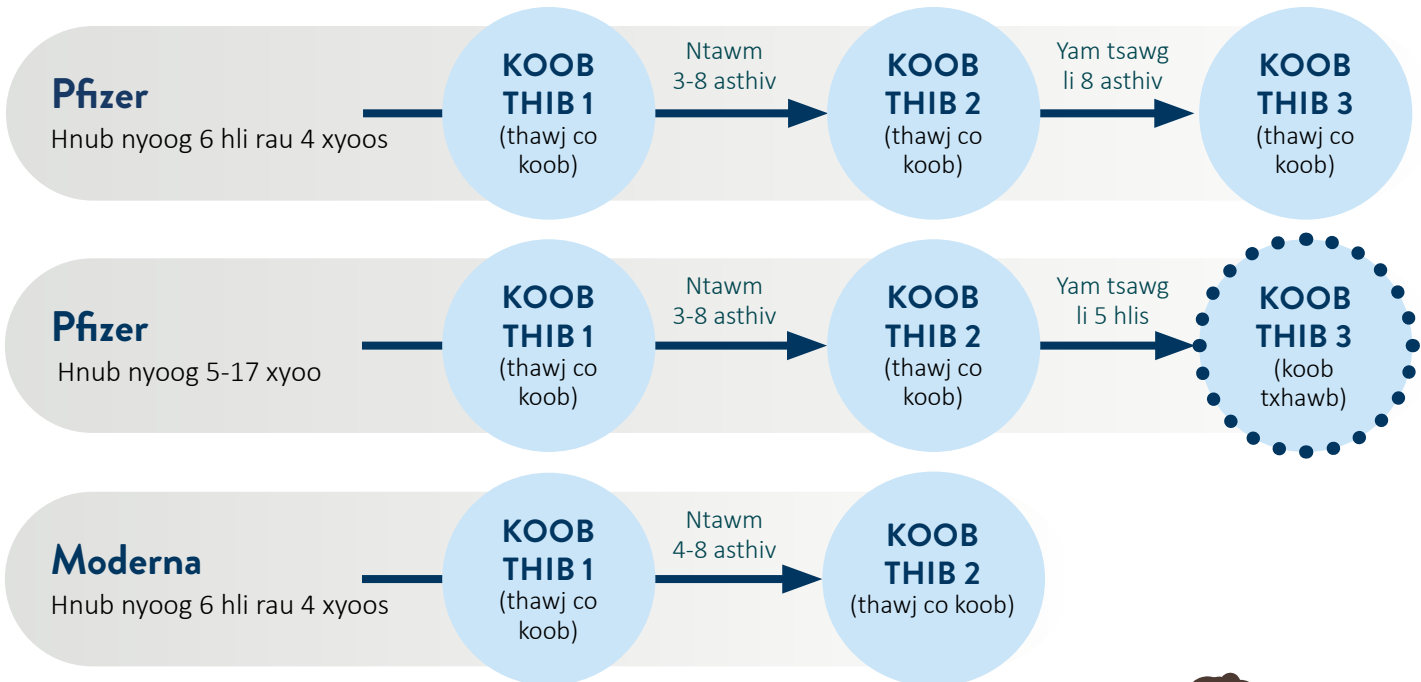 Pfizer
Hnub nyoog 6 hli rau 4 xyoos
KOOB
THIB 1
(thawj co
koob)
Ntawm
3-8 asthiv
KOOB
THIB 2
(thawj co
koob)
Yam tsawg
li 8 asthiv
KOOB
THIB 3
(thawj co
koob)
Pfizer
Hnub nyoog 5-17 xyoo
KOOB
THIB 1
(thawj co
koob)
Ntawm
3-8 asthiv
KOOB
THIB 2
(thawj co
koob)
Yam tsawg
li 5 hlis
KOOB
THIB 3
(koob
txhawb)
Moderna
Hnub nyoog 6 hli rau 4 xyoos
KOOB
THIB 1
(thawj co
koob)
Ntawm
4-8 asthiv
KOOB
THIB 2
(thawj co koob)